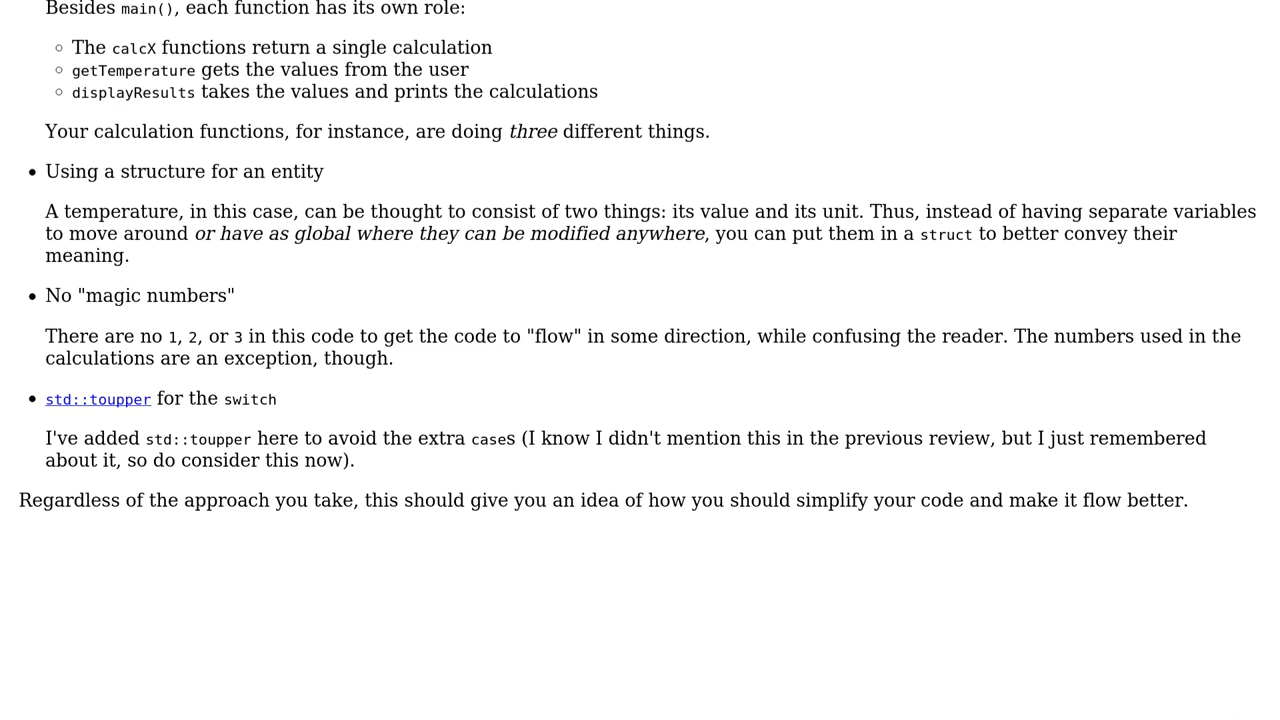 Besides main(), each function has its own role:
The calcX functions return a single calculation
getTemperature gets the values from the user
displayResults takes the values and prints the calculations
Your calculation functions, for instance, are doing three different things.
Using a structure for an entity
A temperature, in this case, can be thought to consist of two things: its value and its unit. Thus, instead of having separate variables
to move around or have as global where they can be modified anywhere, you can put them in a struct to better convey their
meaning.
No "magic numbers"
There are no 1, 2, or 3 in this code to get the code to "flow" in some direction, while confusing the reader. The numbers used in the
calculations are an exception, though.
std::toupper for the switch
I've added std::toupper here to avoid the extra cases (I know I didn't mention this in the previous review, but I just remembered
about it, so do consider this now).
Regardless of the approach you take, this should give you an idea of how you should simplify your code and make it flow better.